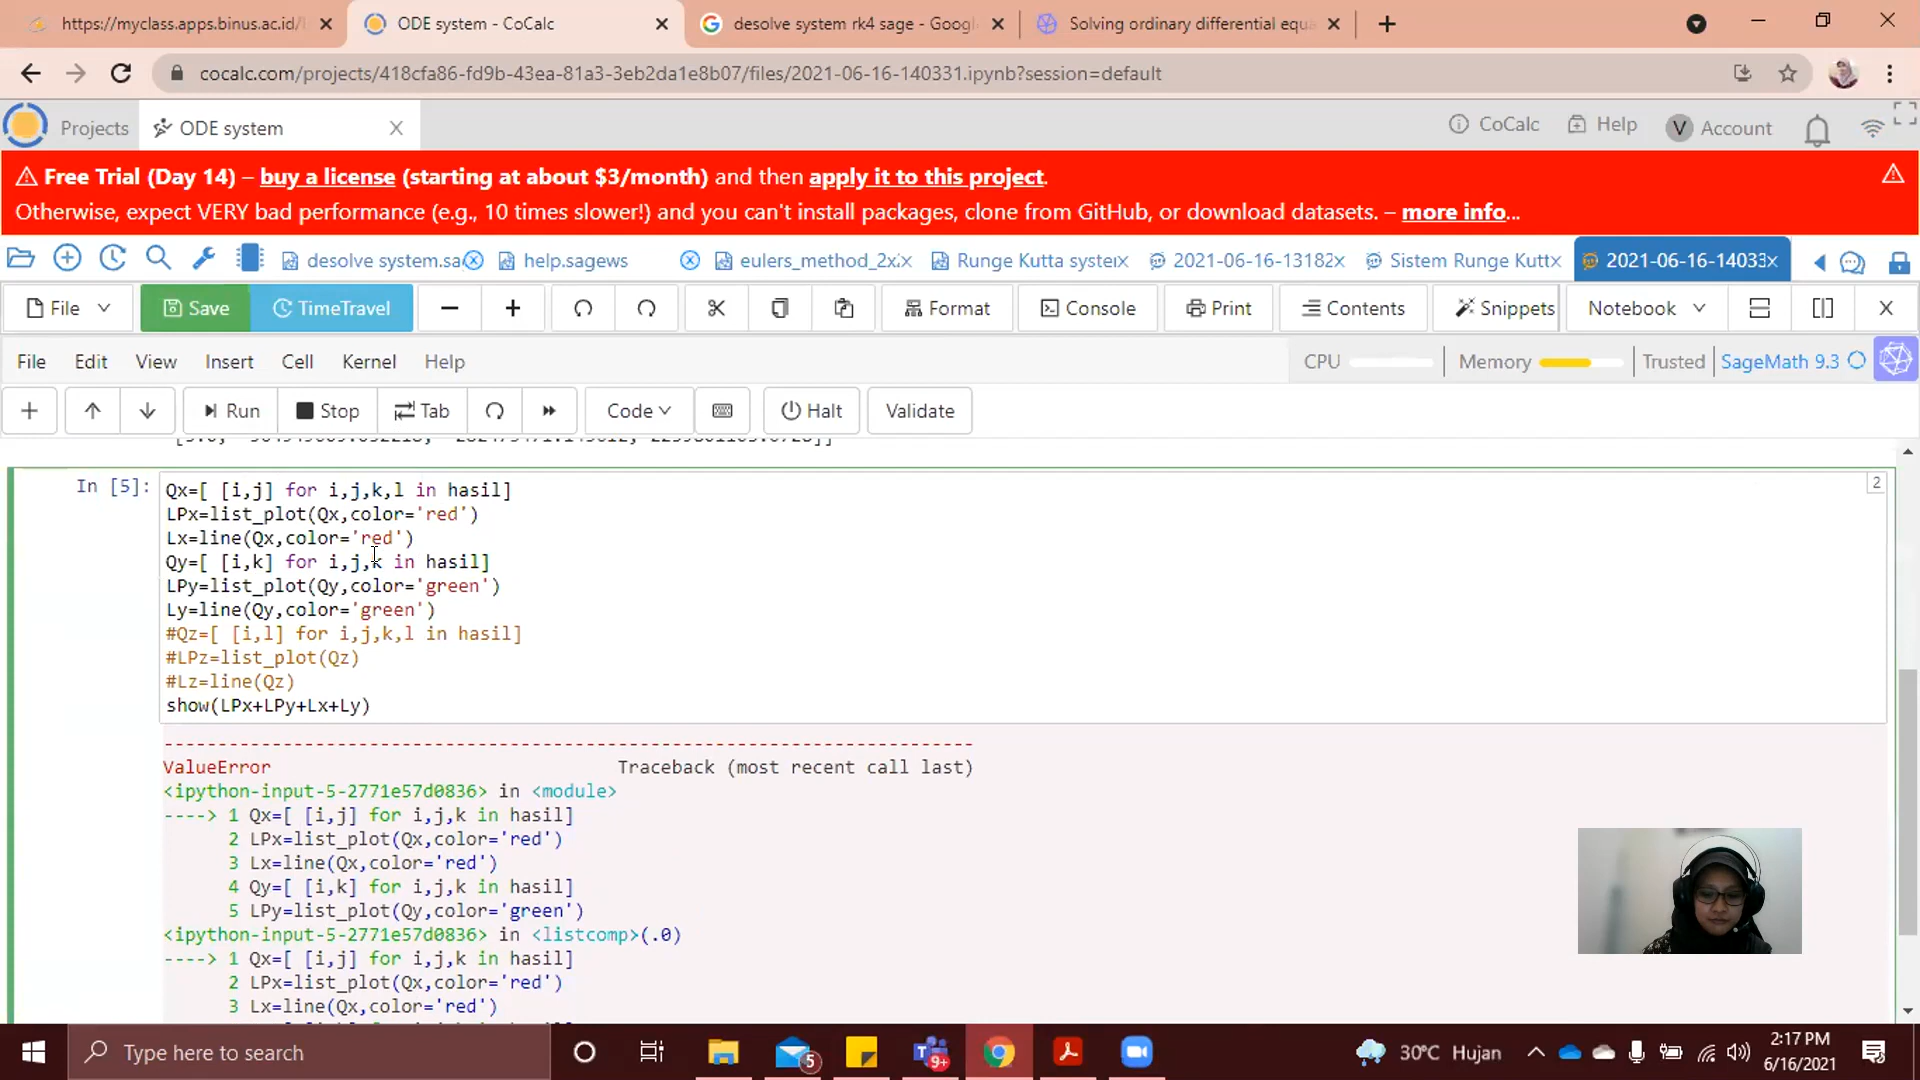 https://myclass.apps.binus.ac.id/
ODE system - CoCalc
desolve system rk4 sage - Googl
Solving ordinary differential equa
cocalc.com/projects/418cfa86-fd9b-43ea-81a3-3eb2da1e8b07/files/2021-06-16-140331.ipynb?session=default
Projects
ODE system
CoCalc
Help
V Account
Free Trial (Day 14) – buy a license (starting at about $3/month) and then apply it to this project.
Otherwise, expect VERY bad performance (e.g., 10 times slower!) and you can't install packages, clone from GitHub, or download datasets. – more info...
desolve system.sa
help.sagews
eulers_method_2x
Runge Kutta system
2021-06-16-13182
Sistem Runge Kutt
2021-06-16-14033
File
Save
TimeTravel
Format
Console
Print
Contents
Snippets
Notebook
File Edit View Insert Cell Kernel Help
CPU
Memory
Trusted
SageMath 9.3
Run
Stop
Tab
Code
Halt
Validate
In [5]:
2
Qx=[ [i,j] for i,j,k,l in hasil]
LPx=list_plot(Qx,color='red')
Lx=line(Qx,color='red')
Qy=[ [i,k] for i,j,k in hasil]
LPy=list_plot(Qy,color='green')
Ly=line(Qy,color='green')
#Qz=[ [i,l] for i,j,k,l in hasil]
#LPz=list_plot(Qz)
#Lz=line(Qz)
show(LPx+LPy+Lx+Ly)
---------------------------------------------------------------------------
ValueError                                Traceback (most recent call last)
<ipython-input-5-2771e57d0836> in <module>
----> 1 Qx=[ [i,j] for i,j,k in hasil]
2 LPx=list_plot(Qx,color='red')
3 Lx=line(Qx,color='red')
4 Qy=[ [i,k] for i,j,k in hasil]
5 LPy=list_plot(Qy,color='green')
<ipython-input-5-2771e57d0836> in <listcomp>(.0)
----> 1 Qx=[ [i,j] for i,j,k in hasil]
2 LPx=list_plot(Qx,color='red')
3 Lx=line(Qx,color='red')
Type here to search
5
9+
30°C Hujan
2:17 PM
6/16/2021